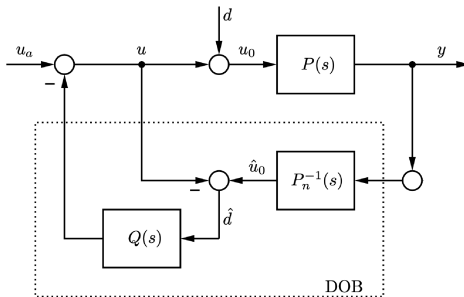 d
u_a
u
u_0
P(s)
y
−
û_0
P_n^{-1}(s)
−
d̂
Q(s)
DOB